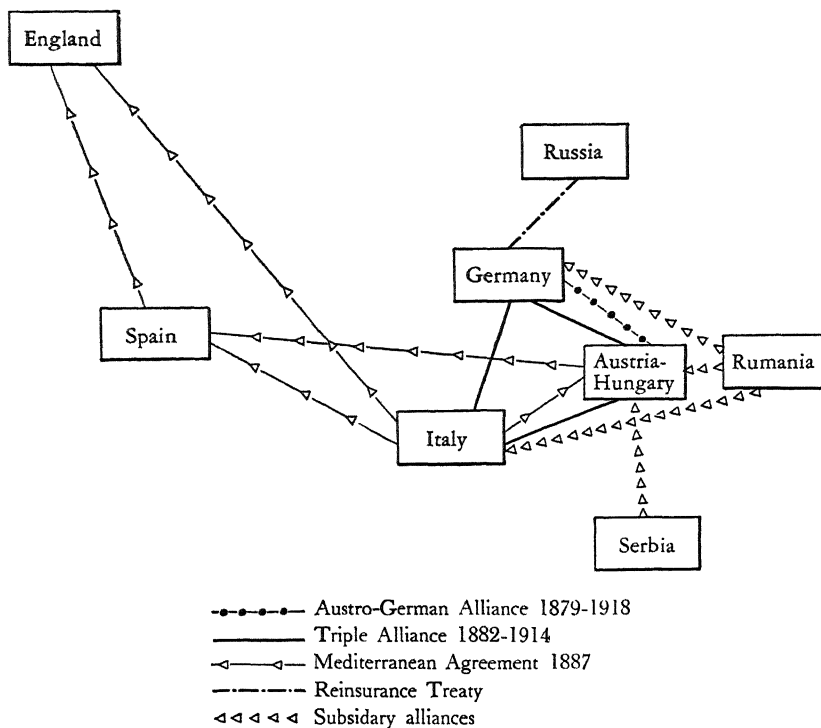 England
Russia
Germany
Spain
Austria-
Hungary
Rumania
Italy
Serbia
Austro-German Alliance 1879-1918
Triple Alliance 1882-1914
Mediterranean Agreement 1887
Reinsurance Treaty
Subsidary alliances